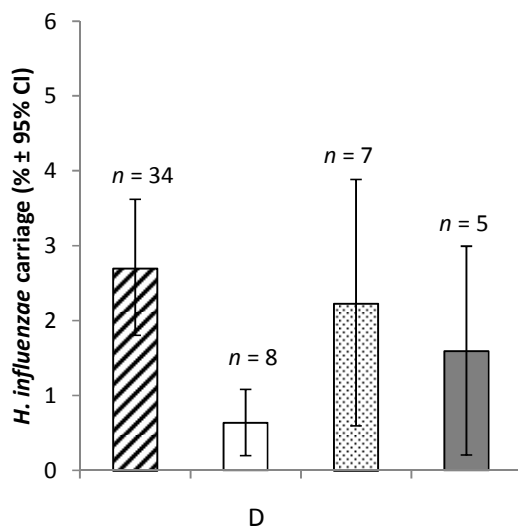 H. influenzae carriage (% ± 95% CI)
6
5
4
3
2
1
0
n = 34
n = 8
n = 7
n = 5
D